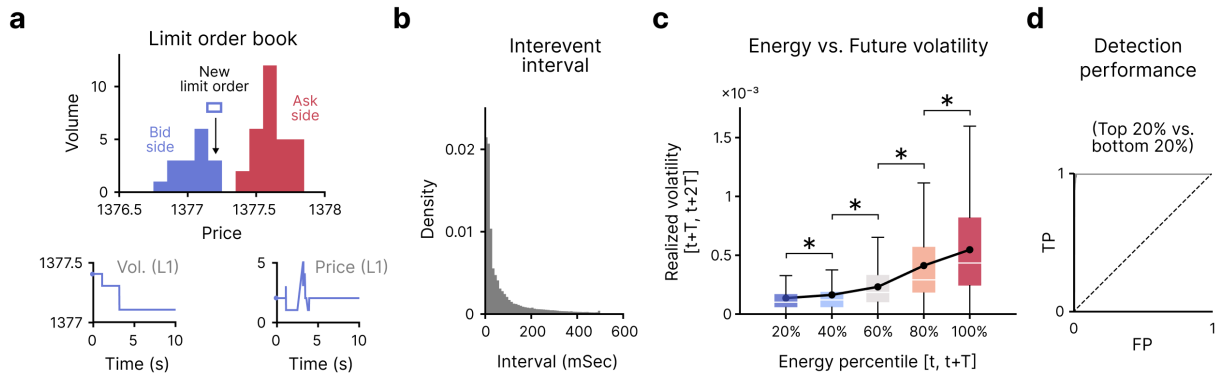 a
Limit order book
Volume
10
5
0
New
limit order
Bid
side
Ask
side
1376.5
1377
1377.5
1378
Price
1377.5
1377
Vol. (L1)
0
5
10
Time (s)
5
0
Price (L1)
0
5
10
Time (s)
b
Interevent
interval
Density
0.02
0.01
0
0
200
400
600
Interval (mSec)
c
Energy vs. Future volatility
×10⁻³
Realized volatility
[t+T, t+2T]
1.5
1
0.5
0
*
*
*
*
20%
40%
60%
80%
100%
Energy percentile [t, t+T]
d
Detection
performance
(Top 20% vs.
bottom 20%)
1
TP
0
0
1
FP